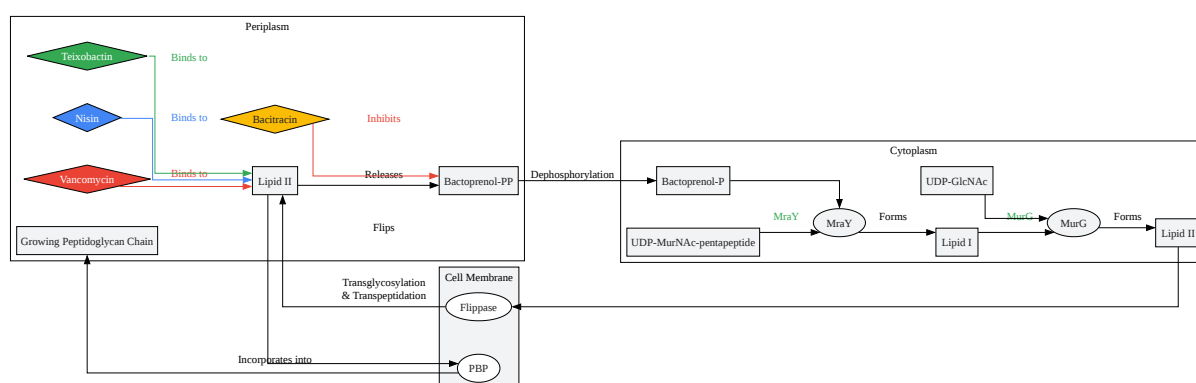 Periplasm
Teixobactin
Binds to
Nisin
Binds to
Bacitracin
Inhibits
Vancomycin
Binds to
Lipid II
Releases
Bactoprenol-PP
Dephosphorylation
Growing Peptidoglycan Chain
Flips
Cytoplasm
Bactoprenol-P
UDP-GlcNAc
UDP-MurNAc-pentapeptide
MraY
MraY
Forms
Lipid I
MurG
MurG
Forms
Lipid II
Cell Membrane
Transglycosylation
& Transpeptidation
Flippase
Incorporates into
PBP